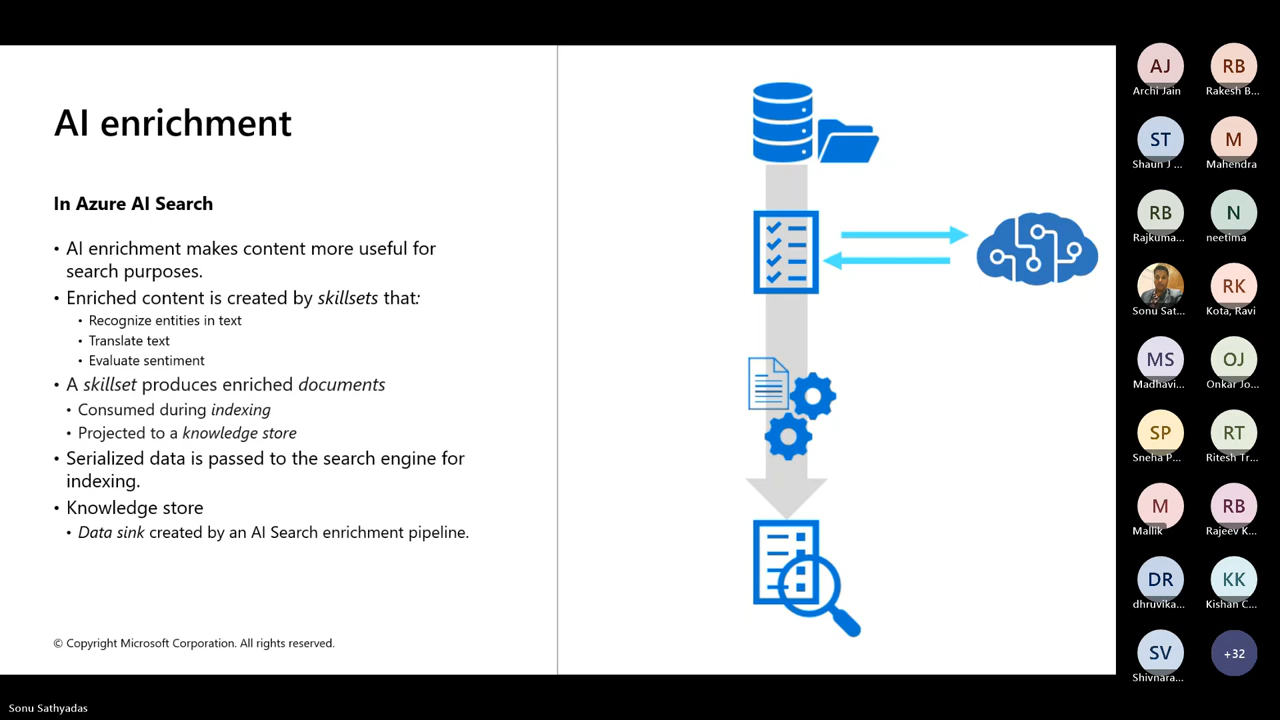 AI enrichment
In Azure AI Search
• AI enrichment makes content more useful for
search purposes.
• Enriched content is created by skillsets that:
• Recognize entities in text
• Translate text
• Evaluate sentiment
• A skillset produces enriched documents
• Consumed during indexing
• Projected to a knowledge store
• Serialized data is passed to the search engine for
indexing.
• Knowledge store
• Data sink created by an AI Search enrichment pipeline.
© Copyright Microsoft Corporation. All rights reserved.
AJ
Archi Jain
RB
Rakesh B...
ST
Shaun J ...
M
Mahendra
RB
Rajkuma...
N
neetima
Sonu Sat...
RK
Kota, Ravi
MS
Madhavi...
OJ
Onkar Jo...
SP
Sneha P...
RT
Ritesh Tr...
M
Mallik
RB
Rajeev K...
DR
dhruvika...
KK
Kishan C...
SV
Shivnara...
+32
Sonu Sathyadas